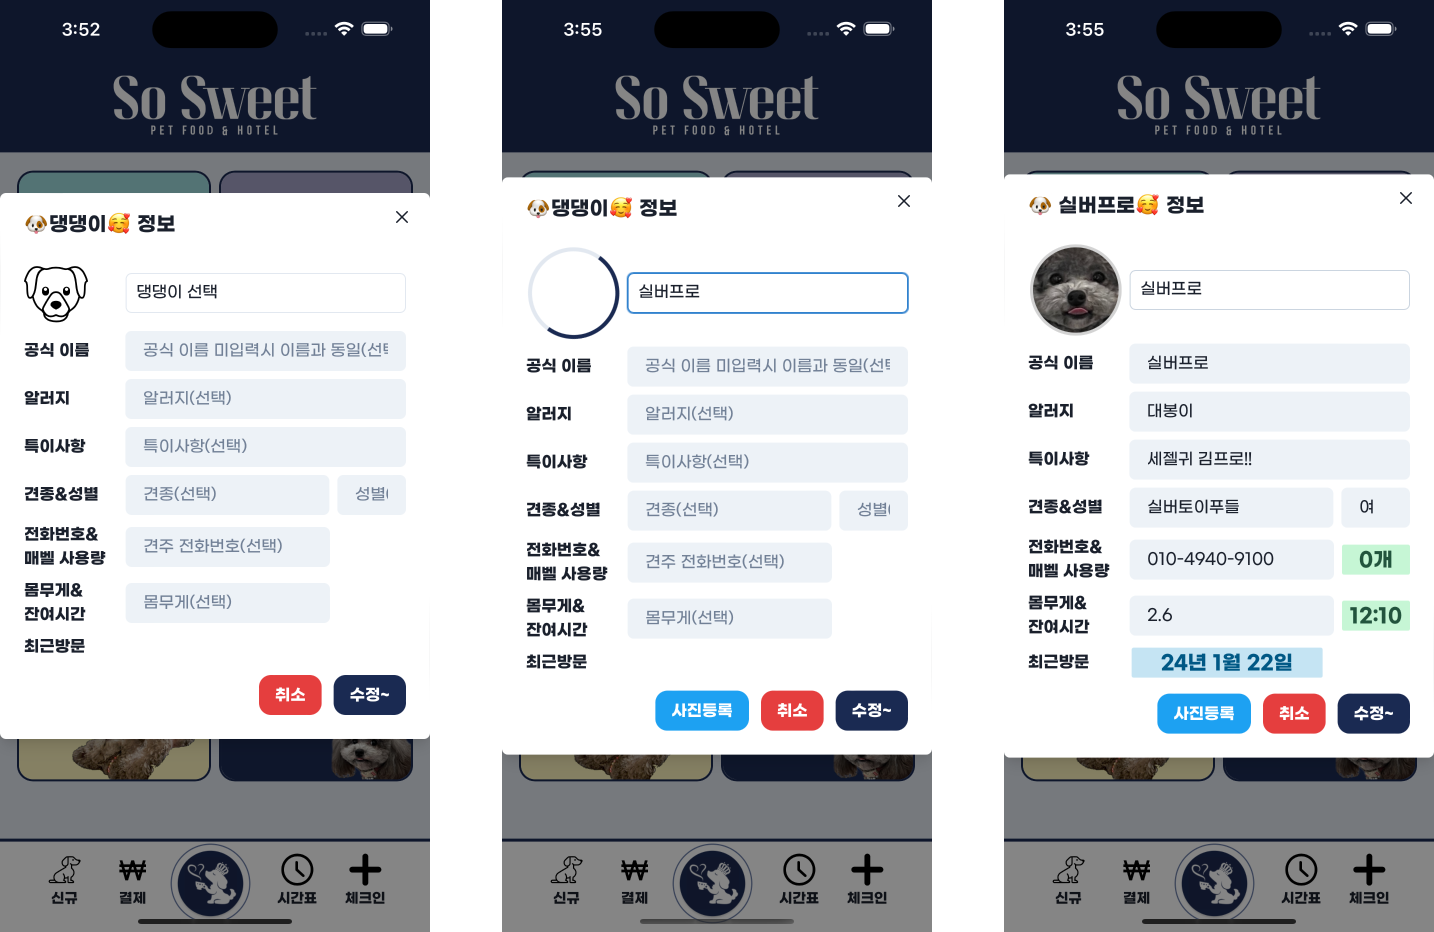 3:52
So Sweet
PET FOOD & HOTEL
🐶댕댕이🥰 정보
댕댕이 선택
공식 이름
공식 이름 미입력시 이름과 동일(선택
알러지
알러지(선택)
특이사항
특이사항(선택)
견종&성별
견종(선택)
성별(
전화번호&
매벨 사용량
견주 전화번호(선택)
몸무게&
잔여시간
몸무게(선택)
최근방문
취소
수정~
신규
결제
시간표
체크인
3:55
So Sweet
PET FOOD & HOTEL
🐶댕댕이🥰 정보
실버프로
공식 이름
공식 이름 미입력시 이름과 동일(선택
알러지
알러지(선택)
특이사항
특이사항(선택)
견종&성별
견종(선택)
성별(
전화번호&
매벨 사용량
견주 전화번호(선택)
몸무게&
잔여시간
몸무게(선택)
최근방문
사진등록
취소
수정~
신규
결제
시간표
체크인
3:55
So Sweet
PET FOOD & HOTEL
🐶 실버프로🥰 정보
실버프로
공식 이름
실버프로
알러지
대봉이
특이사항
세젤귀 김프로!!
견종&성별
실버토이푸들
여
전화번호&
매벨 사용량
010-4940-9100
0개
몸무게&
잔여시간
2.6
12:10
최근방문
24년 1월 22일
사진등록
취소
수정~
신규
결제
시간표
체크인